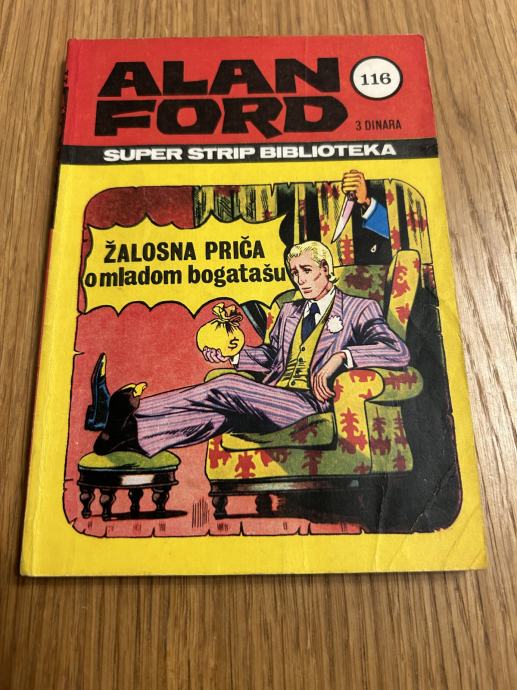 ALAN
FORD
116
3 DINARA
SUPER STRIP BIBLIOTEKA
ŽALOSNA PRIČA
o mladom bogatašu
$